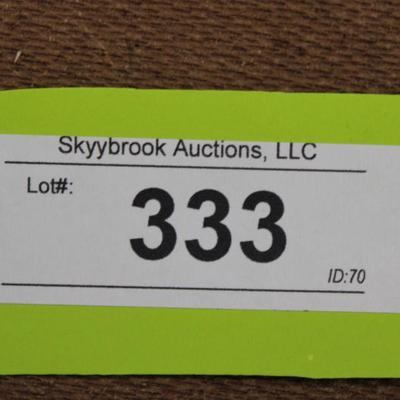 Skyybrook Auctions, LLC
Lot#:
333
ID:70